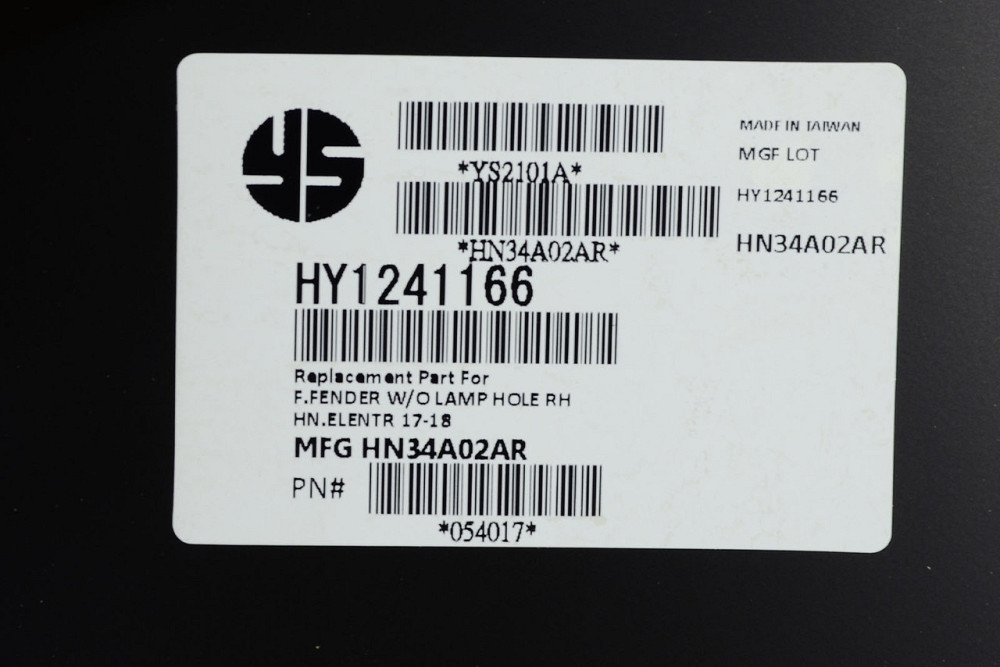 YS
*YS2101A*
*HN34A02AR*
HY1241166
Replacement Part For
F.FENDER W/O LAMP HOLE RH
HN.ELENTR 17-18
MFG HN34A02AR
PN#
*054017*
MADE IN TAIWAN
MGF LOT
HY1241166
HN34A02AR